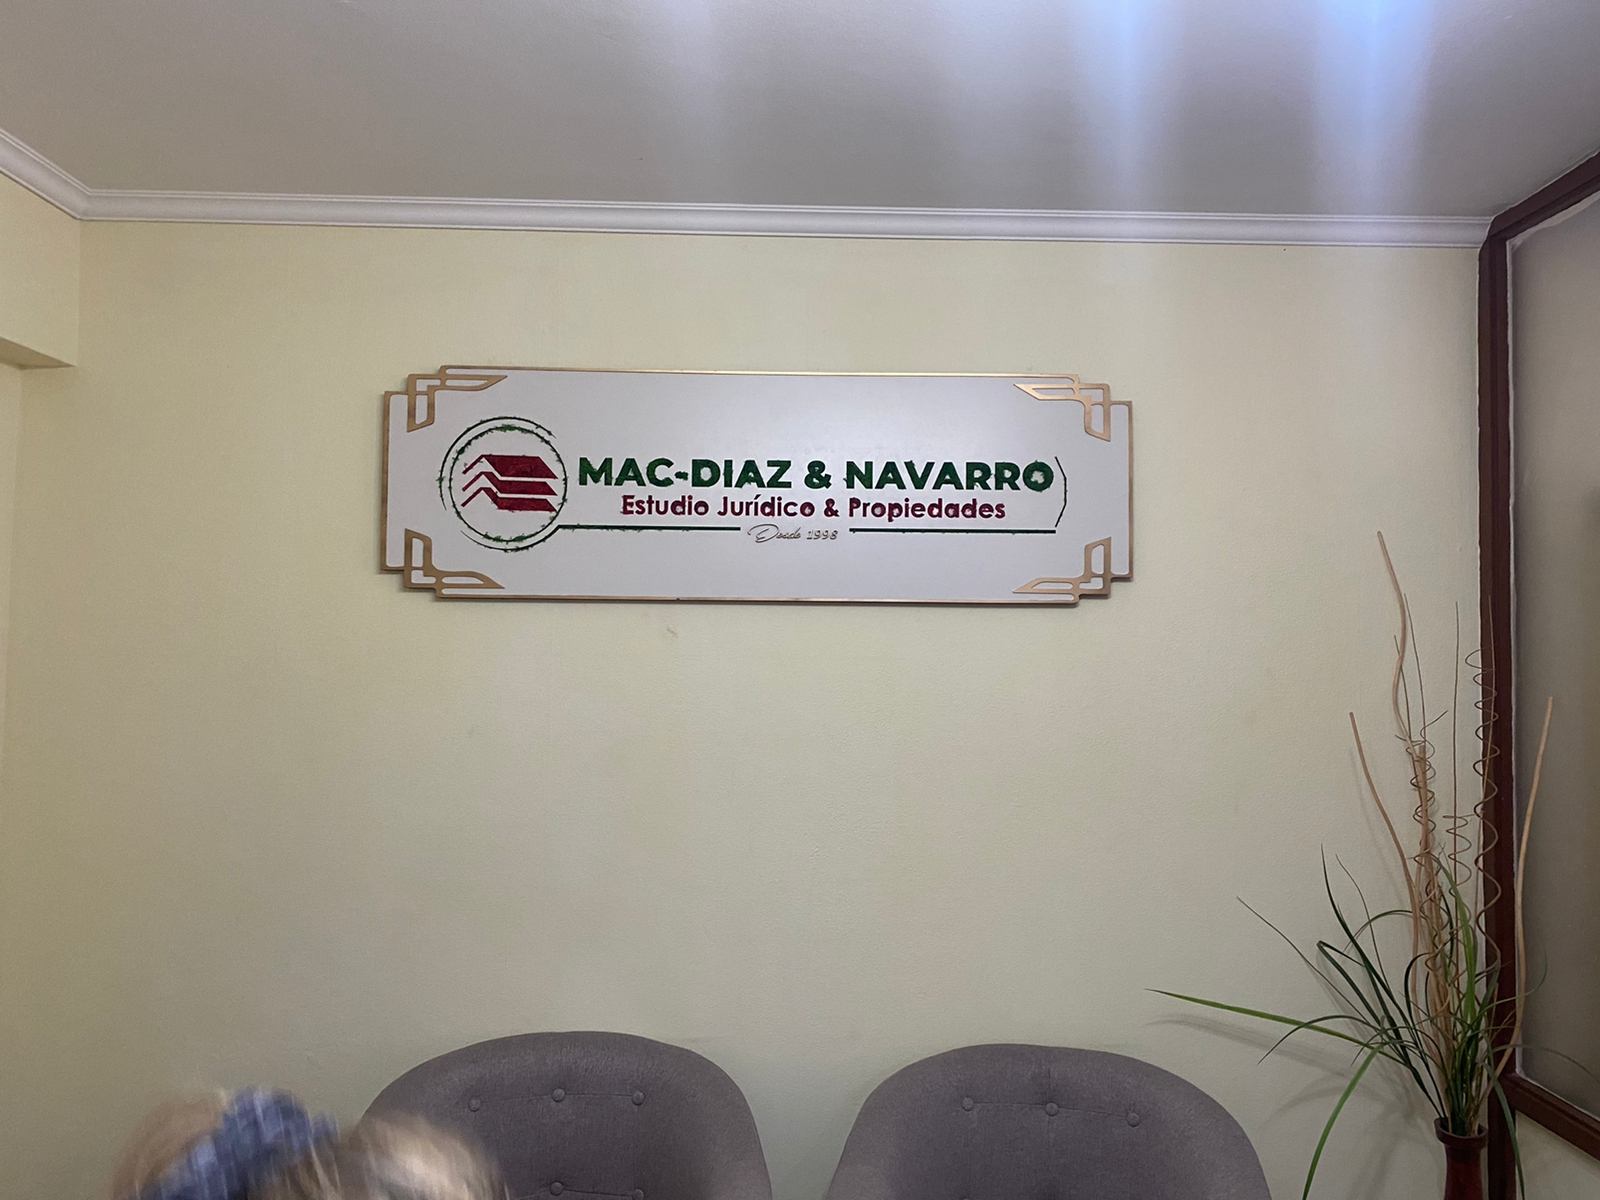 MAC-DIAZ & NAVARRO
Estudio Jurídico & Propiedades
Desde 1998